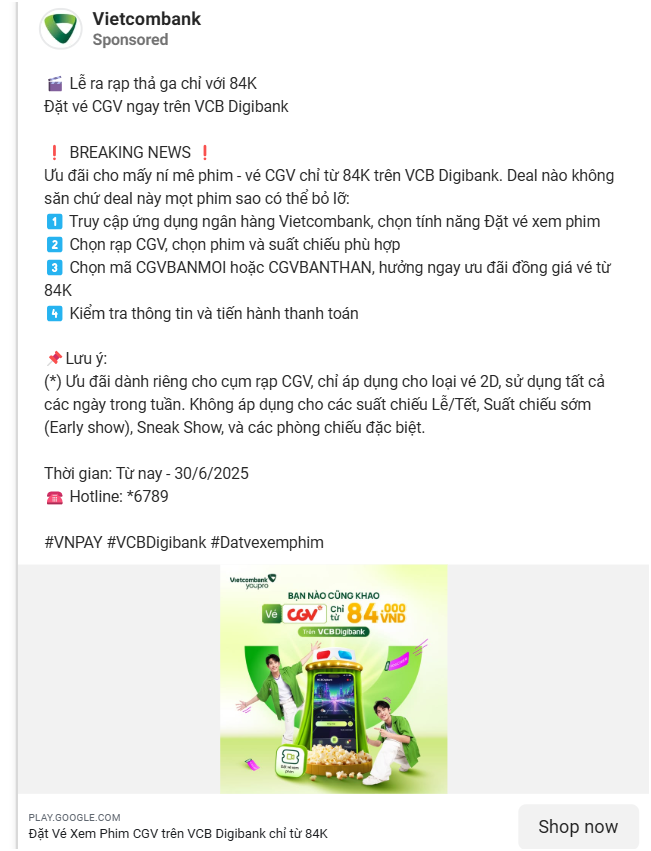 Vietcombank
Sponsored
🎬 Lễ ra rạp thả ga chỉ với 84K
Đặt vé CGV ngay trên VCB Digibank
❗ BREAKING NEWS ❗
Ưu đãi cho mấy ní mê phim - vé CGV chỉ từ 84K trên VCB Digibank. Deal nào không
săn chứ deal này mọt phim sao có thể bỏ lỡ:
1️⃣ Truy cập ứng dụng ngân hàng Vietcombank, chọn tính năng Đặt vé xem phim
2️⃣ Chọn rạp CGV, chọn phim và suất chiếu phù hợp
3️⃣ Chọn mã CGVBANMOI hoặc CGVBANTHAN, hưởng ngay ưu đãi đồng giá vé từ
84K
4️⃣ Kiểm tra thông tin và tiến hành thanh toán
📌Lưu ý:
(*) Ưu đãi dành riêng cho cụm rạp CGV, chỉ áp dụng cho loại vé 2D, sử dụng tất cả
các ngày trong tuần. Không áp dụng cho các suất chiếu Lễ/Tết, Suất chiếu sớm
(Early show), Sneak Show, và các phòng chiếu đặc biệt.
Thời gian: Từ nay - 30/6/2025
☎️ Hotline: *6789
#VNPAY #VCBDigibank #Datvexemphim
Vietcombank
youpro
BẠN NÀO CŨNG KHAO
Vé CGV Chỉ từ 84.000 VND
Trên VCBDigibank
Đặt vé xem phim
PLAY.GOOGLE.COM
Đặt Vé Xem Phim CGV trên VCB Digibank chỉ từ 84K
Shop now